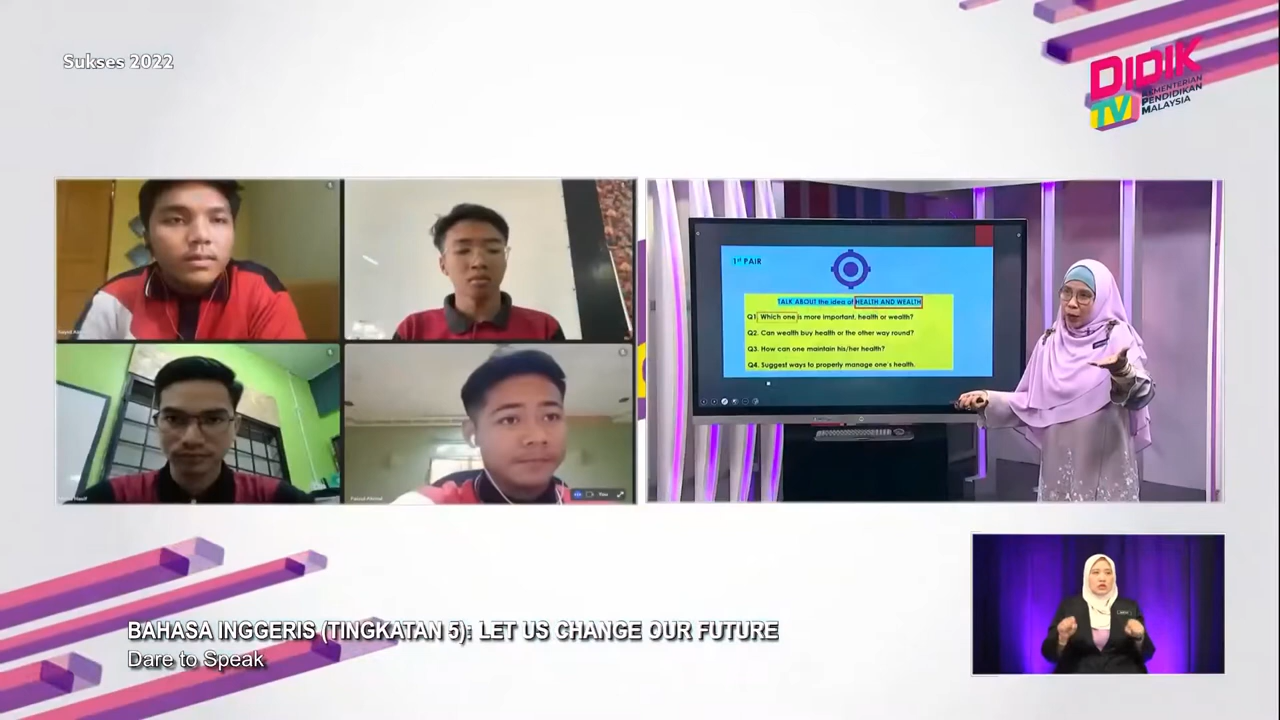 Sukses 2022
DIDIK
TV
KEMENTERIAN
PENDIDIKAN
MALAYSIA
1st PAIR
TALK ABOUT the idea of HEALTH AND WEALTH
Q1. Which one is more important, health or wealth?
Q2. Can wealth buy health or the other way round?
Q3. How can one maintain his/her health?
Q4. Suggest ways to properly manage one's health.
BAHASA INGGERIS (TINGKATAN 5): LET US CHANGE OUR FUTURE
Dare to Speak